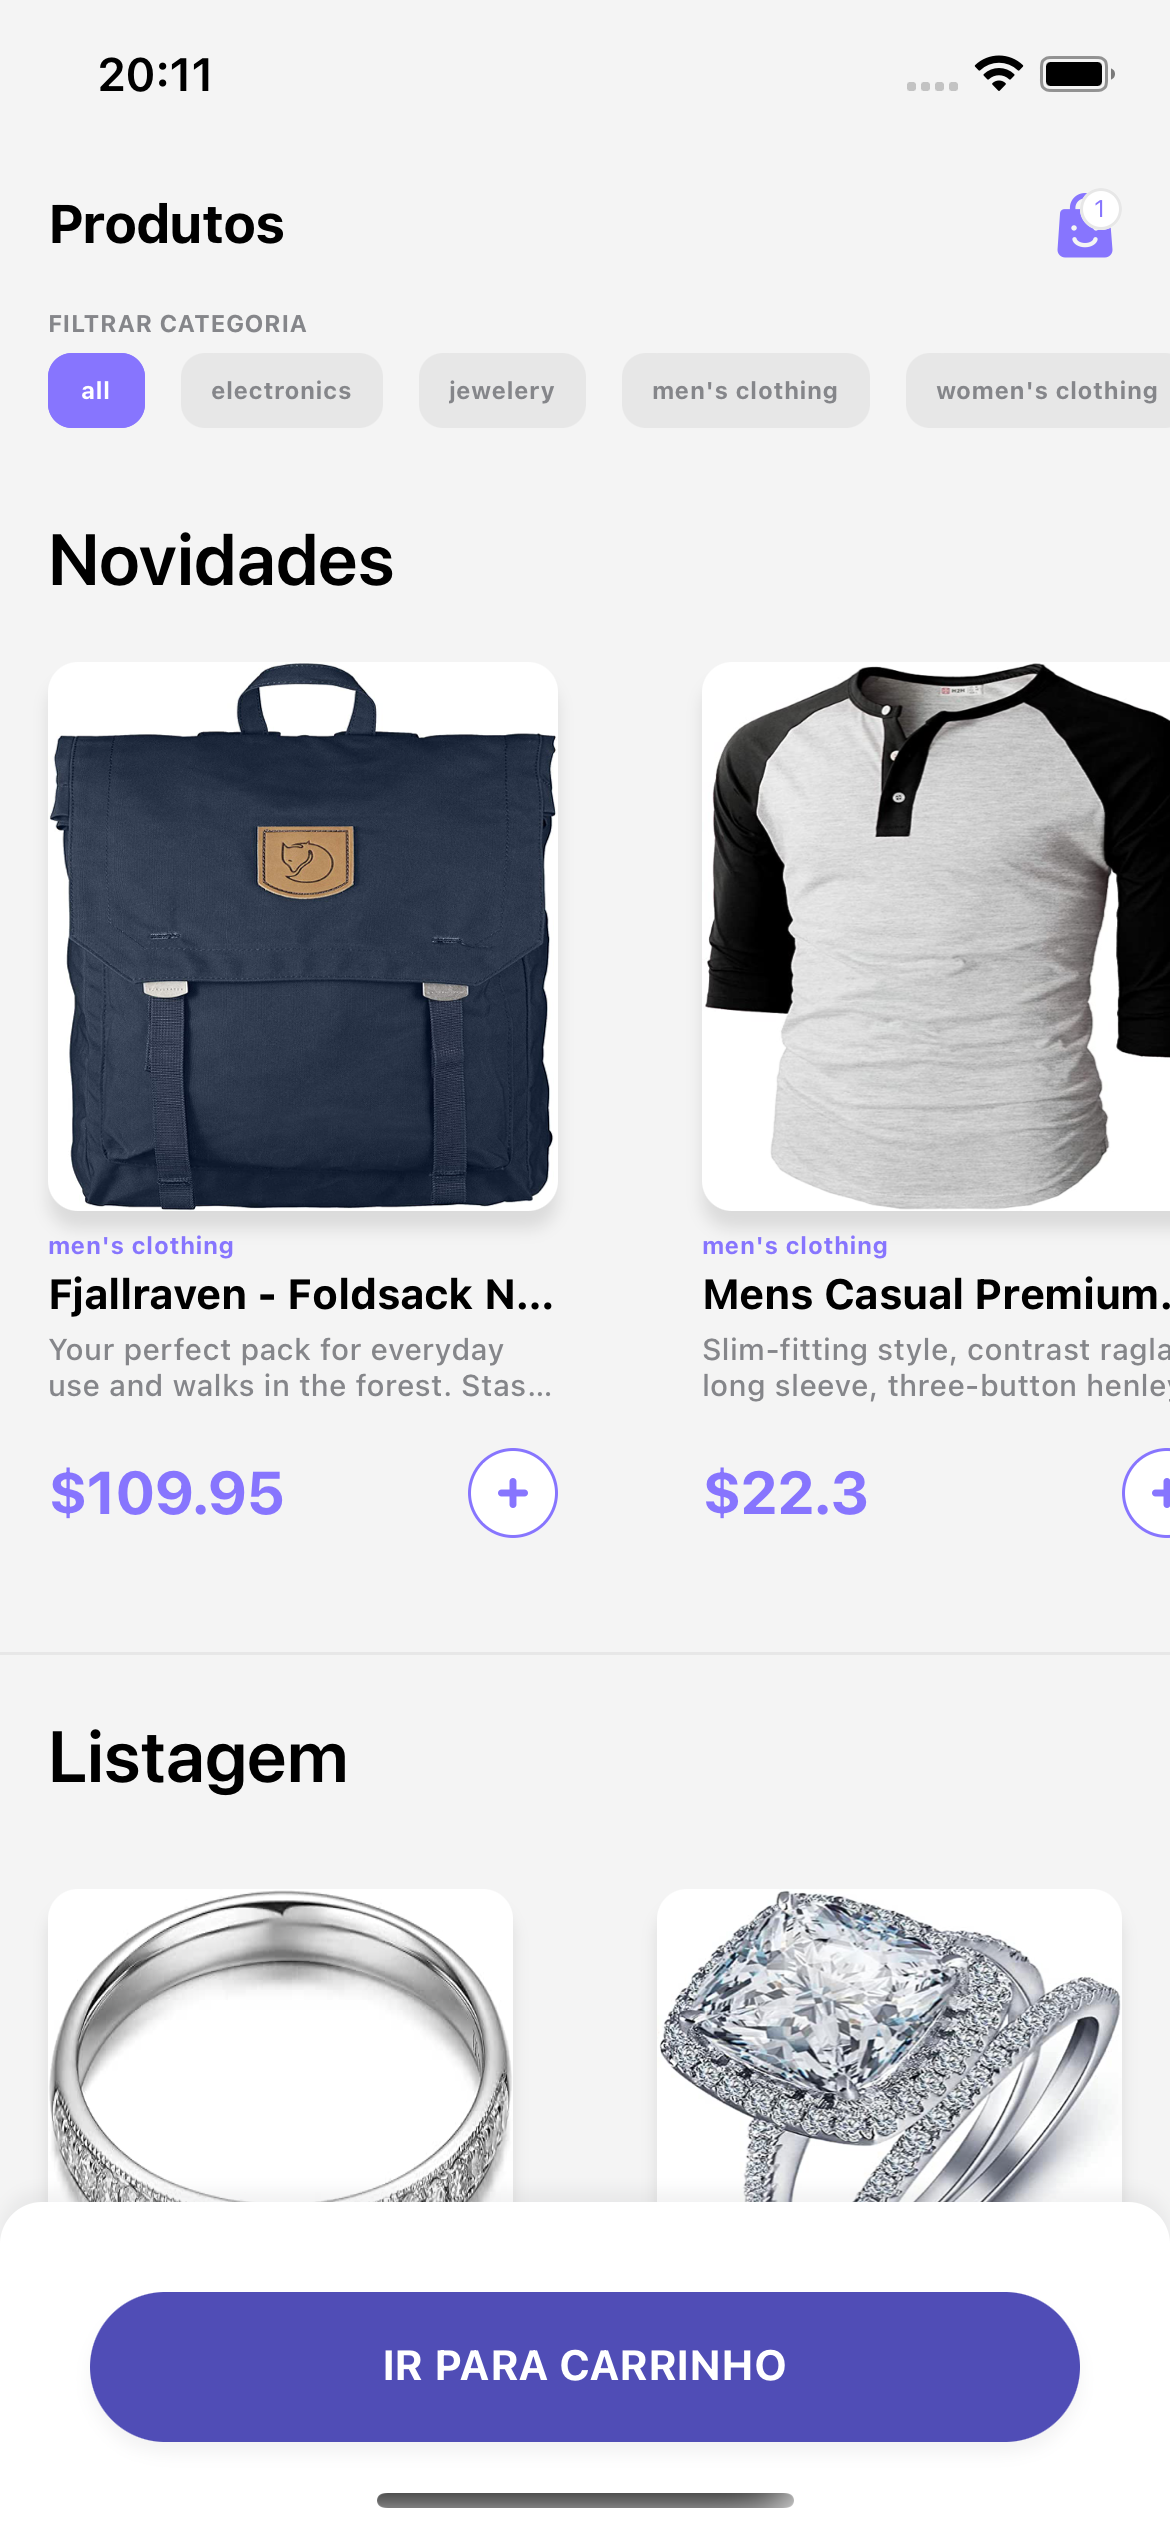 20:11
Produtos
1
FILTRAR CATEGORIA
all
electronics
jewelery
men's clothing
women's clothing
Novidades
men's clothing
Fjallraven - Foldsack N...
Your perfect pack for everyday
use and walks in the forest. Stas...
$109.95
men's clothing
Mens Casual Premium.
Slim-fitting style, contrast ragla
long sleeve, three-button henley
$22.3
Listagem
IR PARA CARRINHO